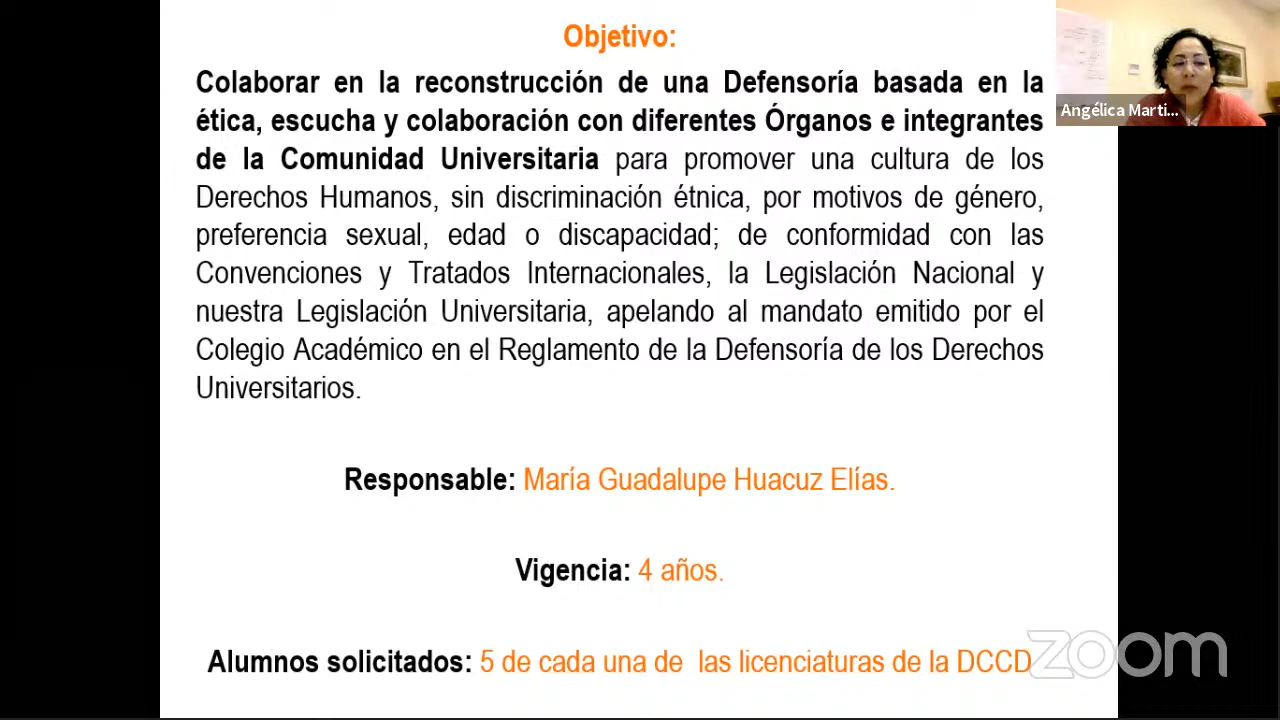 Objetivo:
Colaborar en la reconstrucción de una Defensoría basada en la
ética, escucha y colaboración con diferentes Órganos e integrantes
de la Comunidad Universitaria para promover una cultura de los
Derechos Humanos, sin discriminación étnica, por motivos de género,
preferencia sexual, edad o discapacidad; de conformidad con las
Convenciones y Tratados Internacionales, la Legislación Nacional y
nuestra Legislación Universitaria, apelando al mandato emitido por el
Colegio Académico en el Reglamento de la Defensoría de los Derechos
Universitarios.
Responsable: María Guadalupe Huacuz Elías.
Vigencia: 4 años.
Alumnos solicitados: 5 de cada una de las licenciaturas de la DCCD
Angélica Marti...
zoom